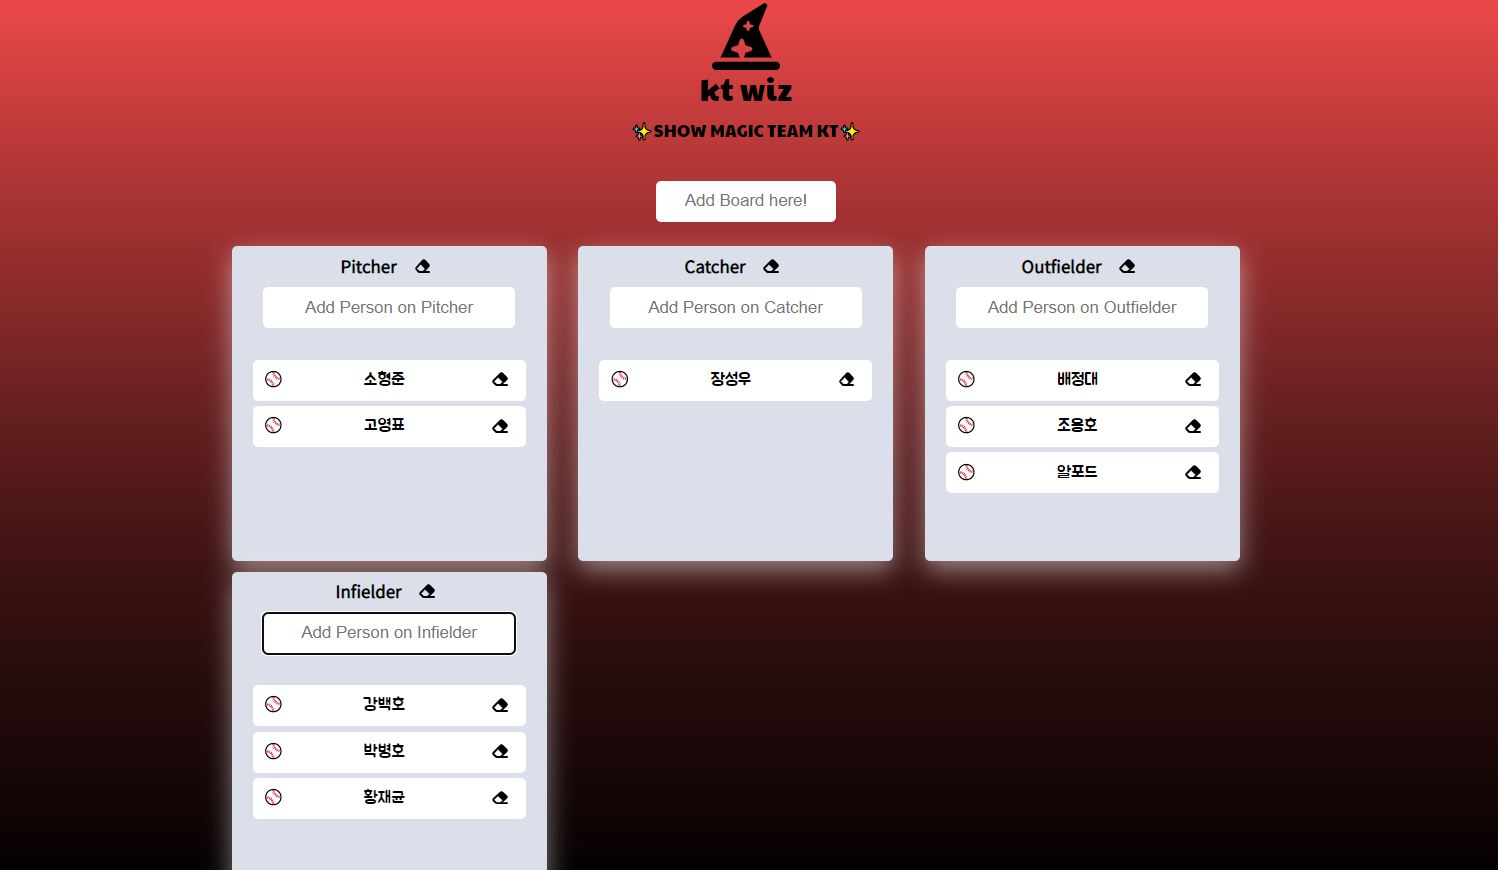 kt wiz
✨SHOW MAGIC TEAM KT✨
Add Board here!
Pitcher
Add Person on Pitcher
소형준
고영표
Catcher
Add Person on Catcher
장성우
Outfielder
Add Person on Outfielder
배정대
조용호
알포드
Infielder
Add Person on Infielder
강백호
박병호
황재균